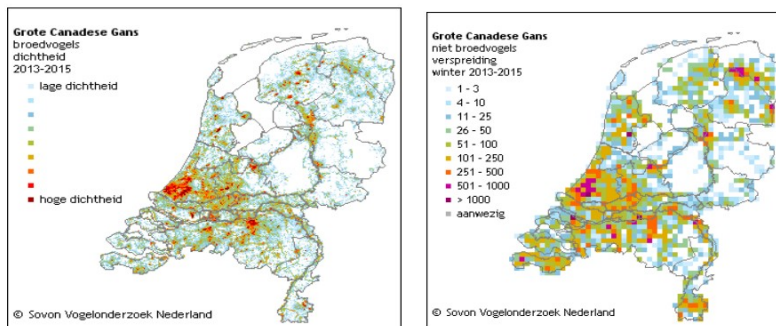 Grote Canadese Gans
broedvogels
dichtheid
2013-2015
lage dichtheid
hoge dichtheid
© Sovon Vogelonderzoek Nederland
Grote Canadese Gans
niet broedvogels
verspreiding
winter 2013-2015
1 - 3
4 - 10
11 - 25
26 - 50
51 - 100
101 - 250
251 - 500
501 - 1000
> 1000
aanwezig
© Sovon Vogelonderzoek Nederland